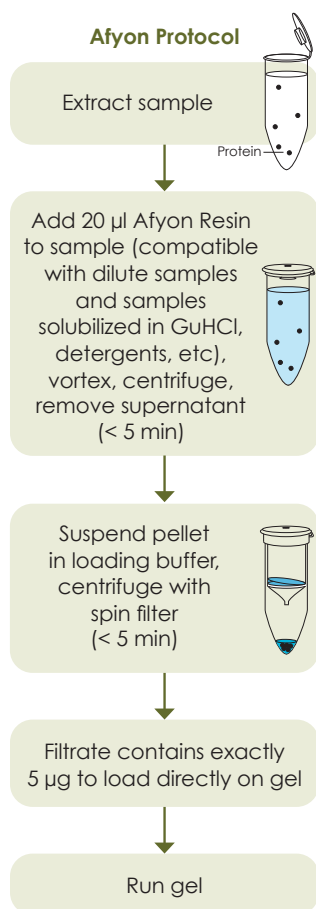 Afyon Protocol
Extract sample
Protein
Add 20 µl Afyon Resin
to sample (compatible
with dilute samples
and samples
solubilized in GuHCl,
detergents, etc),
vortex, centrifuge,
remove supernatant
(< 5 min)
Suspend pellet
in loading buffer,
centrifuge with
spin filter
(< 5 min)
Filtrate contains exactly
5 µg to load directly on gel
Run gel